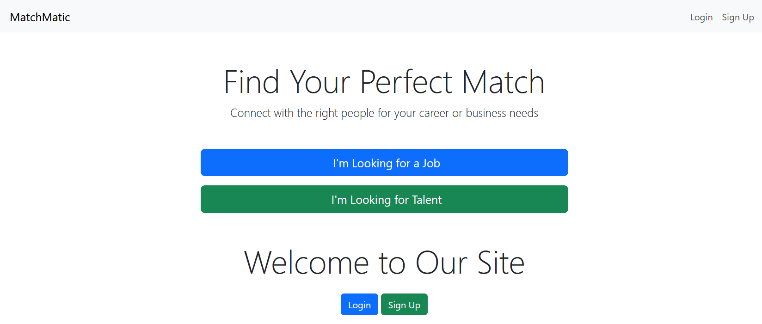 MatchMatic
Login Sign Up
Find Your Perfect Match
Connect with the right people for your career or business needs
I'm Looking for a Job
I'm Looking for Talent
Welcome to Our Site
Login Sign Up